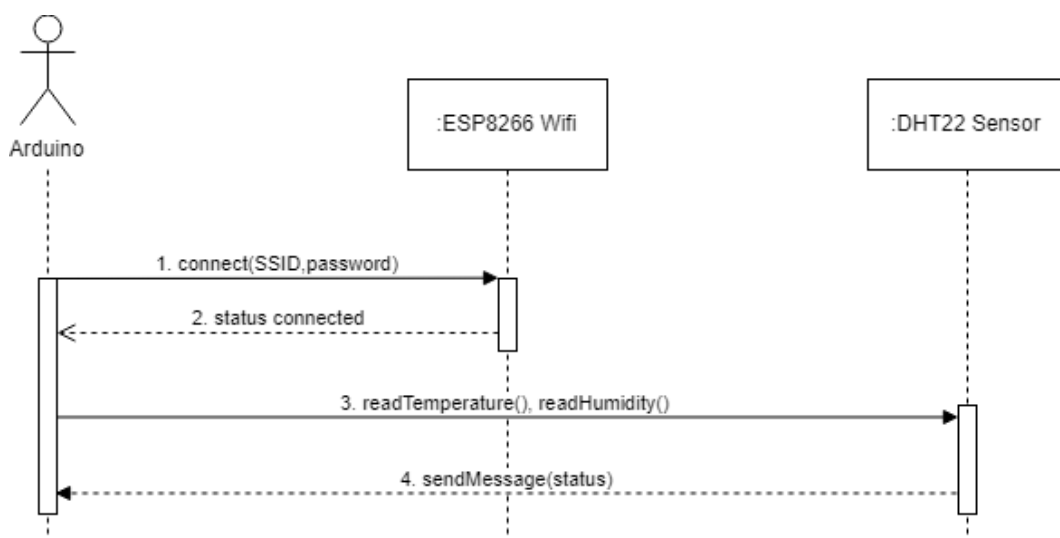 :ESP8266 Wifi
:DHT22 Sensor
Arduino
1. connect(SSID,password)
2. status connected
3. readTemperature(), readHumidity()
4. sendMessage(status)